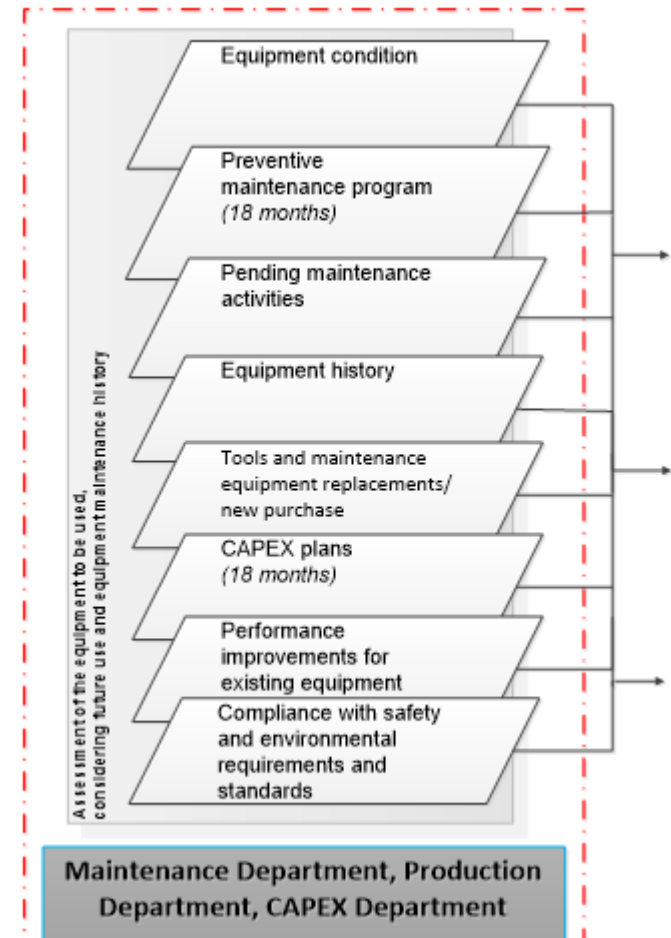 Equipment condition
Preventive
maintenance program
(18 months)
Pending maintenance
activities
Equipment history
Tools and maintenance
equipment replacements/
new purchase
CAPEX plans
(18 months)
Performance
improvements for
existing equipment
Compliance with safety
and environmental
requirements and
standards
Assessment of the equipment to be used,
considering future use and equipment maintenance history
Maintenance Department, Production
Department, CAPEX Department